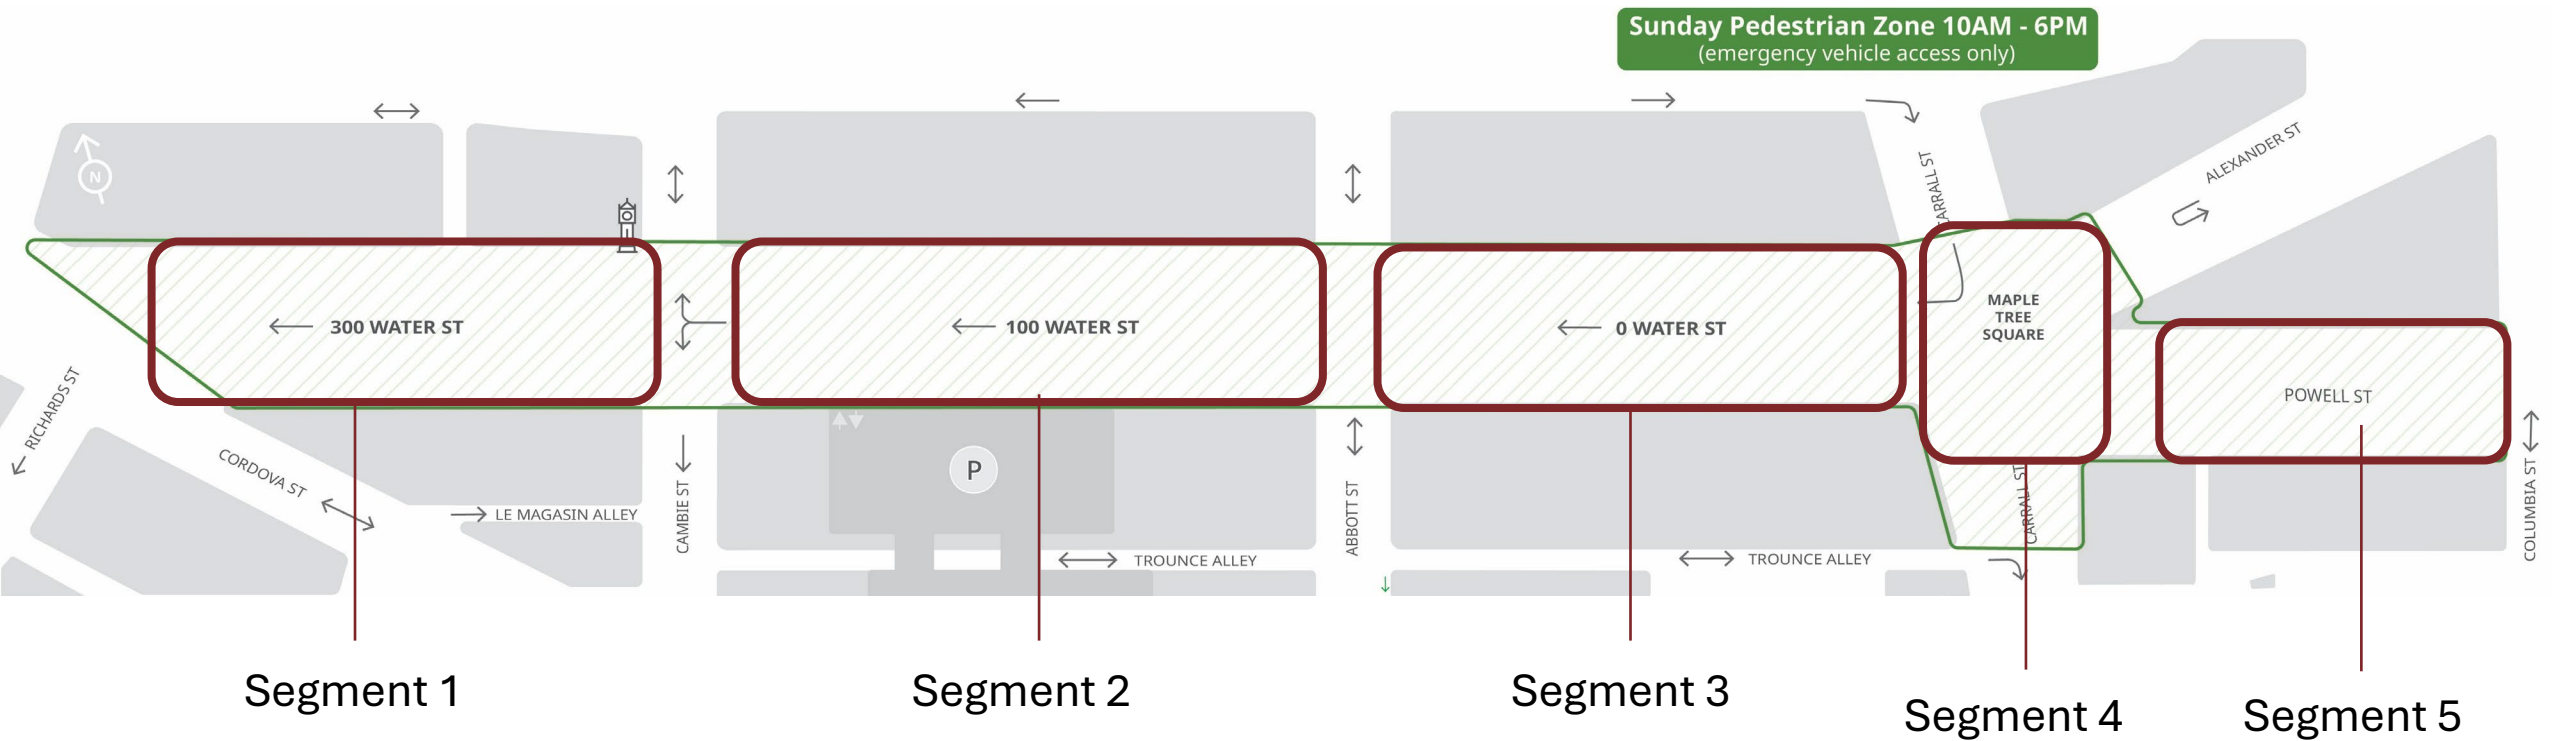 Sunday Pedestrian Zone 10AM - 6PM
(emergency vehicle access only)
N
CARRALL ST
ALEXANDER ST
300 WATER ST
100 WATER ST
0 WATER ST
MAPLE
TREE
SQUARE
POWELL ST
RICHARDS ST
CORDOVA ST
LE MAGASIN ALLEY
CAMBIE ST
P
TROUNCE ALLEY
ABBOTT ST
TROUNCE ALLEY
CARRALL ST
COLUMBIA ST
Segment 1
Segment 2
Segment 3
Segment 4
Segment 5